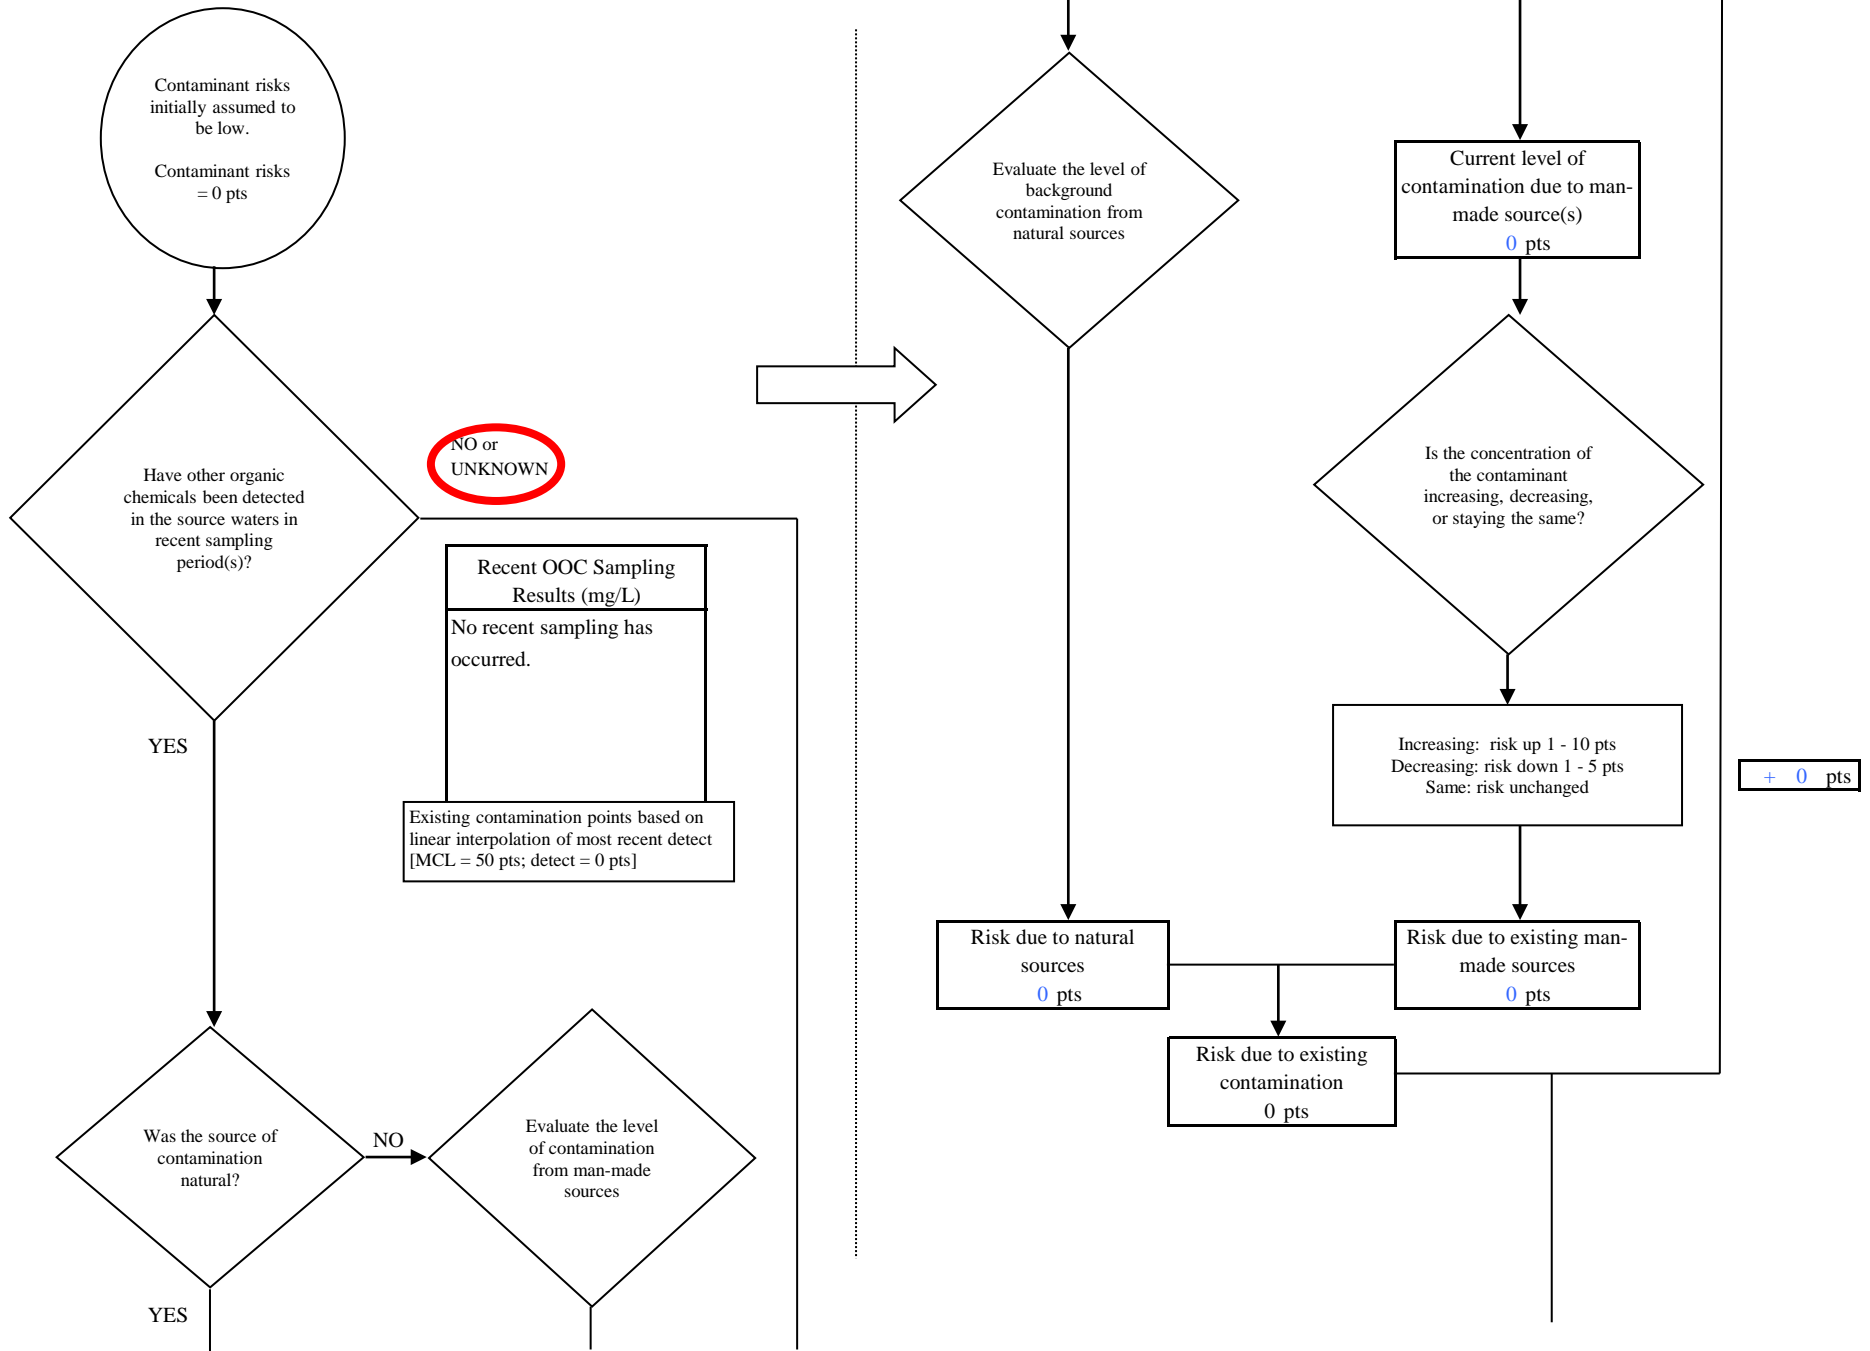 Contaminant risks
initially assumed to
be low.
Contaminant risks
= 0 pts
Have other organic
chemicals been detected
in the source waters in
recent sampling
period(s)?
NO or
UNKNOWN
Recent OOC Sampling
Results (mg/L)
No recent sampling has
occurred.
Existing contamination points based on
linear interpolation of most recent detect
[MCL = 50 pts; detect = 0 pts]
YES
Was the source of
contamination
natural?
NO
Evaluate the level
of contamination
from man-made
sources
YES
Evaluate the level of
background
contamination from
natural sources
Current level of
contamination due to man-
made source(s)
0 pts
Is the concentration of
the contaminant
increasing, decreasing,
or staying the same?
Increasing: risk up 1 - 10 pts
Decreasing: risk down 1 - 5 pts
Same: risk unchanged
+ 0 pts
Risk due to natural
sources
0 pts
Risk due to existing man-
made sources
0 pts
Risk due to existing
contamination
0 pts